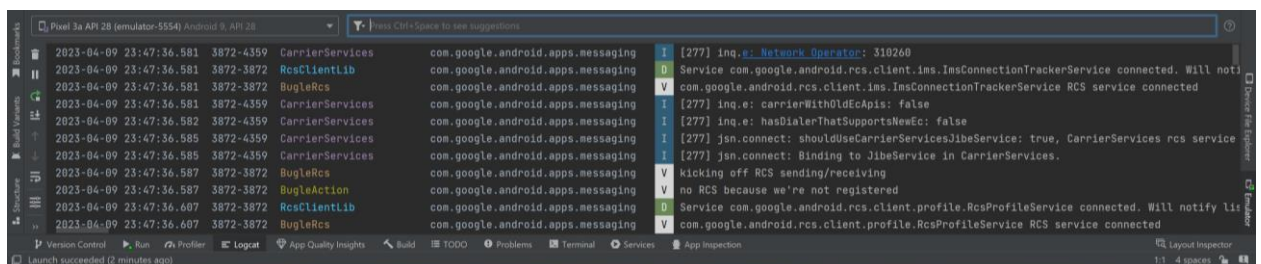 Pixel 3a API 28 (emulator-5554) Android 9, API 28
Press Ctrl+Space to see suggestions
2023-04-09 23:47:36.581 3872-4359 CarrierServices com.google.android.apps.messaging I [277] inq.e: Network Operator: 310260
2023-04-09 23:47:36.581 3872-3872 RcsClientLib com.google.android.apps.messaging D Service com.google.android.rcs.client.ims.ImsConnectionTrackerService connected. Will noti
2023-04-09 23:47:36.581 3872-3872 BugleRcs com.google.android.apps.messaging V com.google.android.rcs.client.ims.ImsConnectionTrackerService RCS service connected
2023-04-09 23:47:36.581 3872-4359 CarrierServices com.google.android.apps.messaging I [277] inq.e: carrierWithOldEcApis: false
2023-04-09 23:47:36.582 3872-4359 CarrierServices com.google.android.apps.messaging I [277] inq.e: hasDialerThatSupportsNewEc: false
2023-04-09 23:47:36.585 3872-4359 CarrierServices com.google.android.apps.messaging I [277] jsn.connect: shouldUseCarrierServicesJibeService: true, CarrierServices rcs service
2023-04-09 23:47:36.585 3872-4359 CarrierServices com.google.android.apps.messaging I [277] jsn.connect: Binding to JibeService in CarrierServices.
2023-04-09 23:47:36.587 3872-3872 BugleRcs com.google.android.apps.messaging V kicking off RCS sending/receiving
2023-04-09 23:47:36.587 3872-3872 BugleAction com.google.android.apps.messaging V no RCS because we're not registered
2023-04-09 23:47:36.607 3872-3872 RcsClientLib com.google.android.apps.messaging D Service com.google.android.rcs.client.profile.RcsProfileService connected. Will notify lis
2023-04-09 23:47:36.607 3872-3872 BugleRcs com.google.android.apps.messaging V com.google.android.rcs.client.profile.RcsProfileService RCS service connected
Bookmarks
Build Variants
Structure
Device File Explorer
Emulator
Version Control Run Profiler Logcat App Quality Insights Build TODO Problems Terminal Services App Inspection Layout Inspector
Launch succeeded (2 minutes ago) 1:1 4 spaces